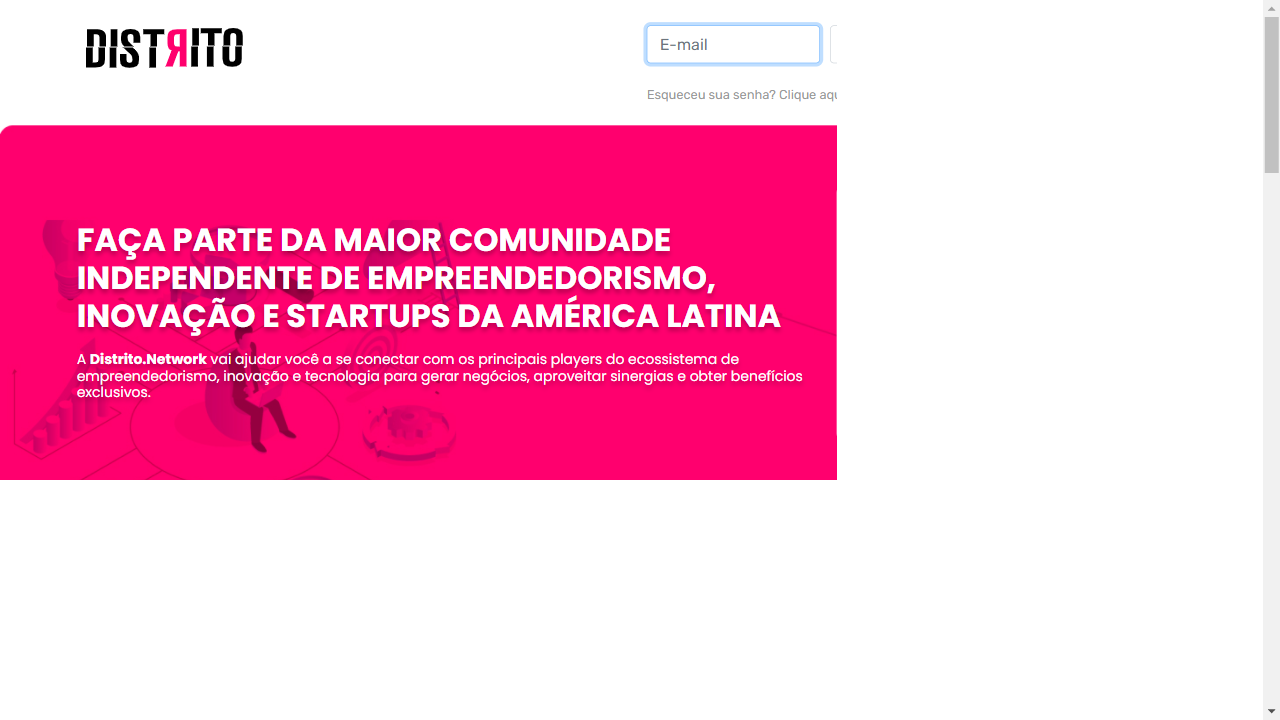 DISTRITO
E-mail
Esqueceu sua senha? Clique
FAÇA PARTE DA MAIOR COMUNIDADE
INDEPENDENTE DE EMPREENDEDORISMO,
INOVAÇÃO E STARTUPS DA AMÉRICA LATINA
A Distrito.Network vai ajudar você a se conectar com os principais players do ecossistema de
empreendedorismo, inovação e tecnologia para gerar negócios, aproveitar sinergias e obter benefícios
exclusivos.